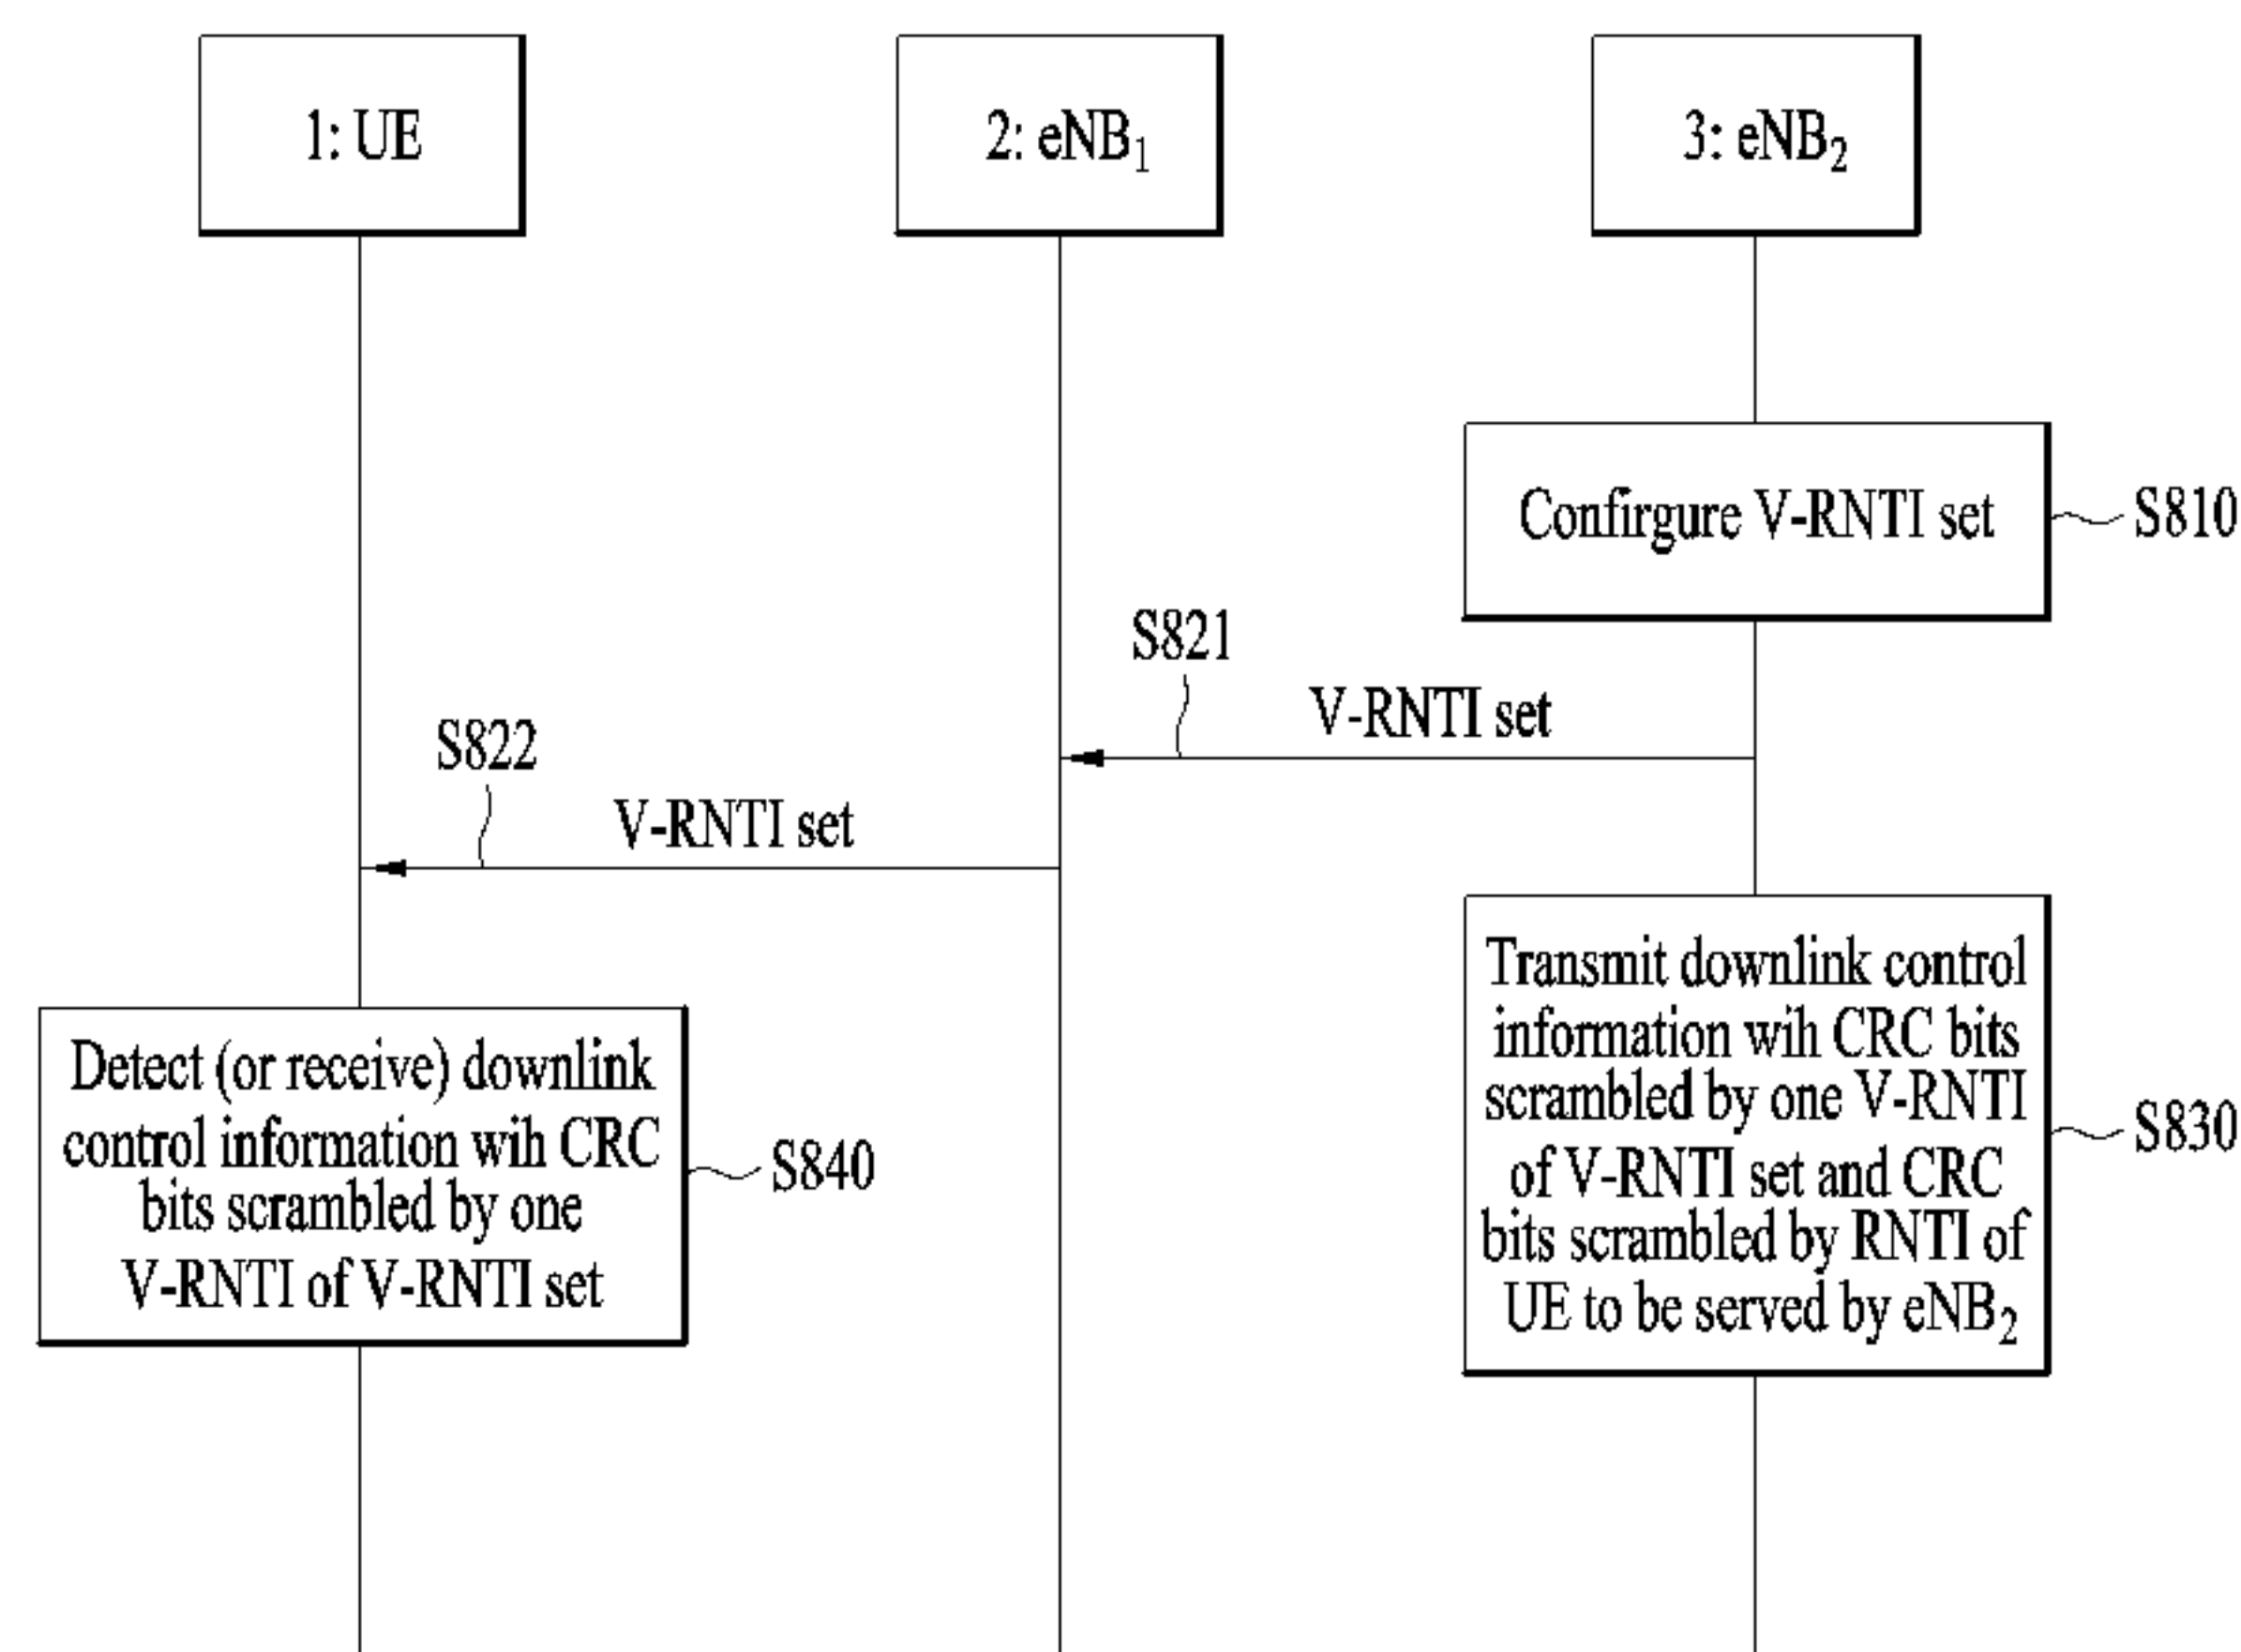 1: UE
2: eNB1
3: eNB2
Confirgure V-RNTI set
S810
S821
V-RNTI set
S822
V-RNTI set
Transmit downlink control
information wih CRC bits
scrambled by one V-RNTI
of V-RNTI set and CRC
bits scrambled by RNTI of
UE to be served by eNB2
S830
Detect (or receive) downlink
control information wih CRC
bits scrambled by one
V-RNTI of V-RNTI set
S840